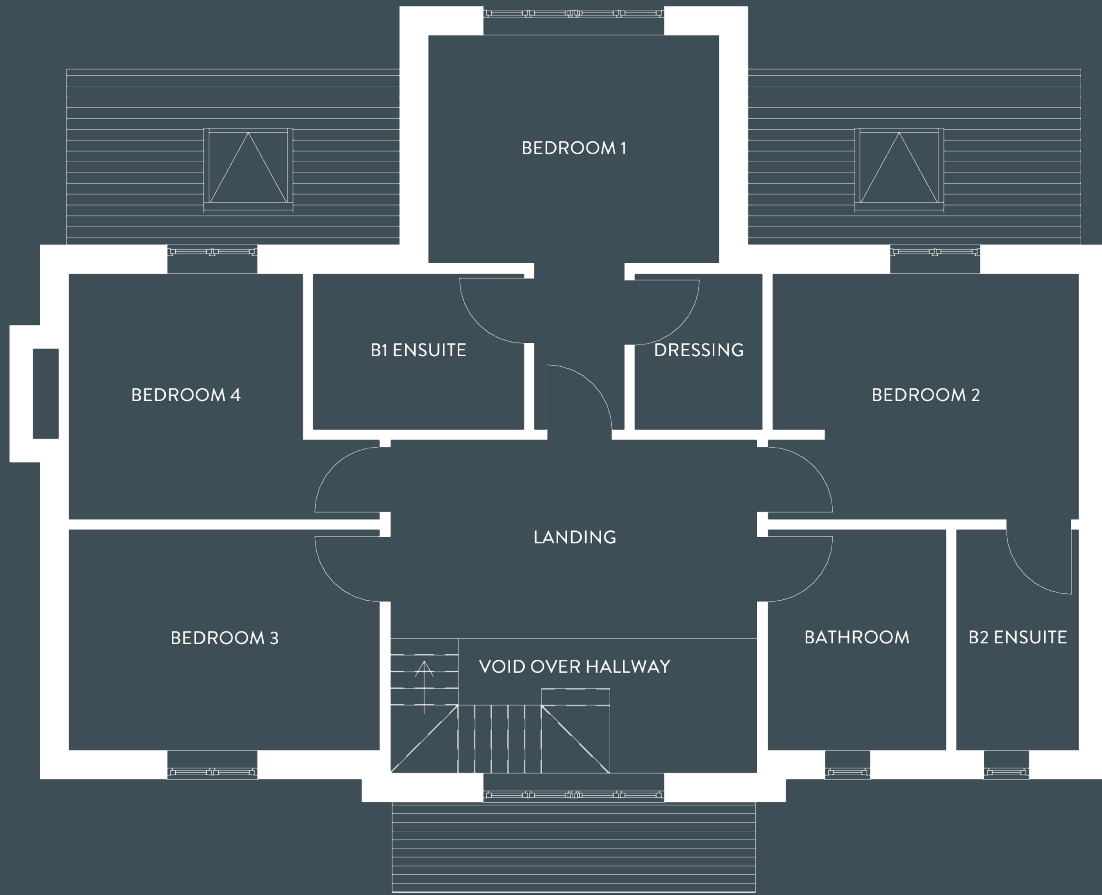 BEDROOM 1
B1 ENSUITE
DRESSING
BEDROOM 4
BEDROOM 2
LANDING
BEDROOM 3
BATHROOM
B2 ENSUITE
VOID OVER HALLWAY